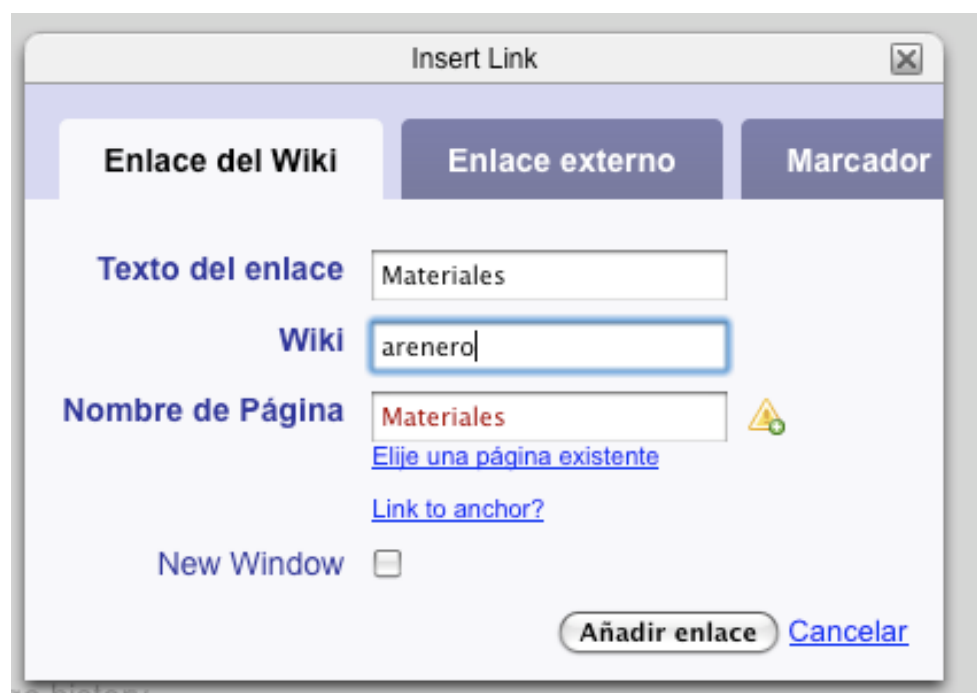 Insert Link
Enlace del Wiki Enlace externo Marcador
Texto del enlace Materiales
Wiki arenero
Nombre de Página Materiales
Elije una página existente
Link to anchor?
New Window
Añadir enlace Cancelar
history